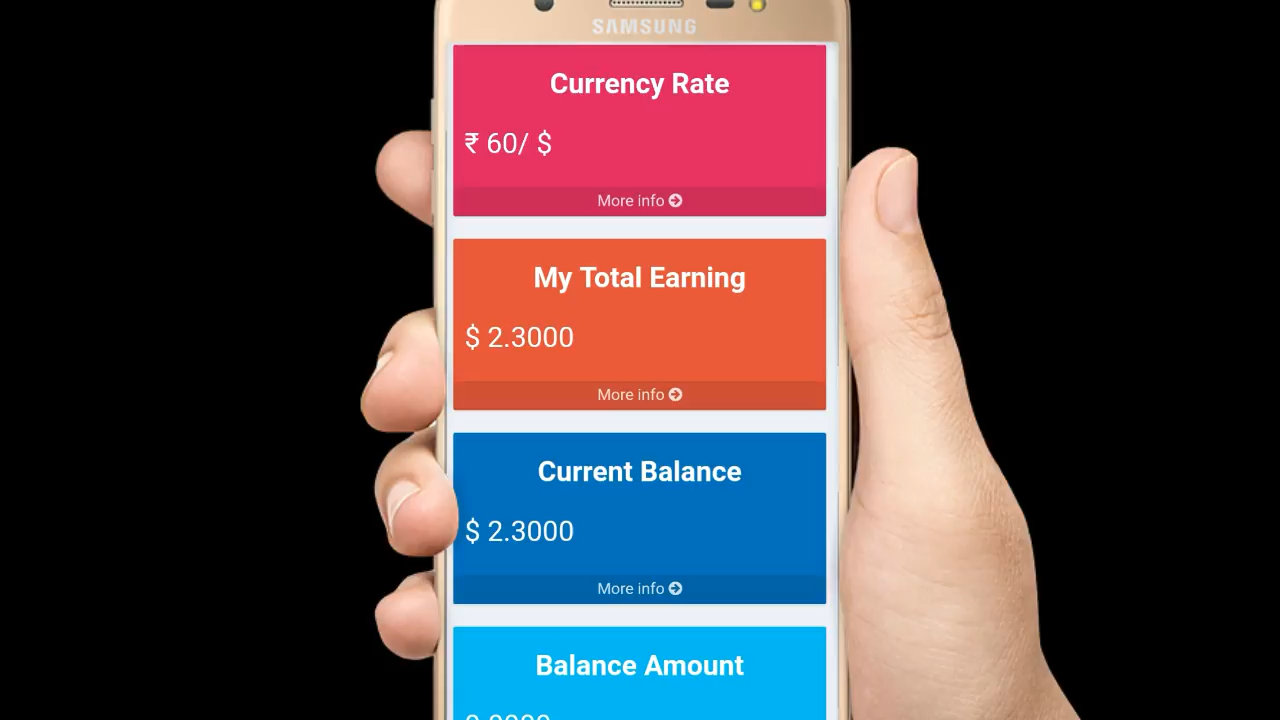 SAMSUNG
Currency Rate
₹ 60/ $
More info
My Total Earning
$ 2.3000
More info
Current Balance
$ 2.3000
More info
Balance Amount